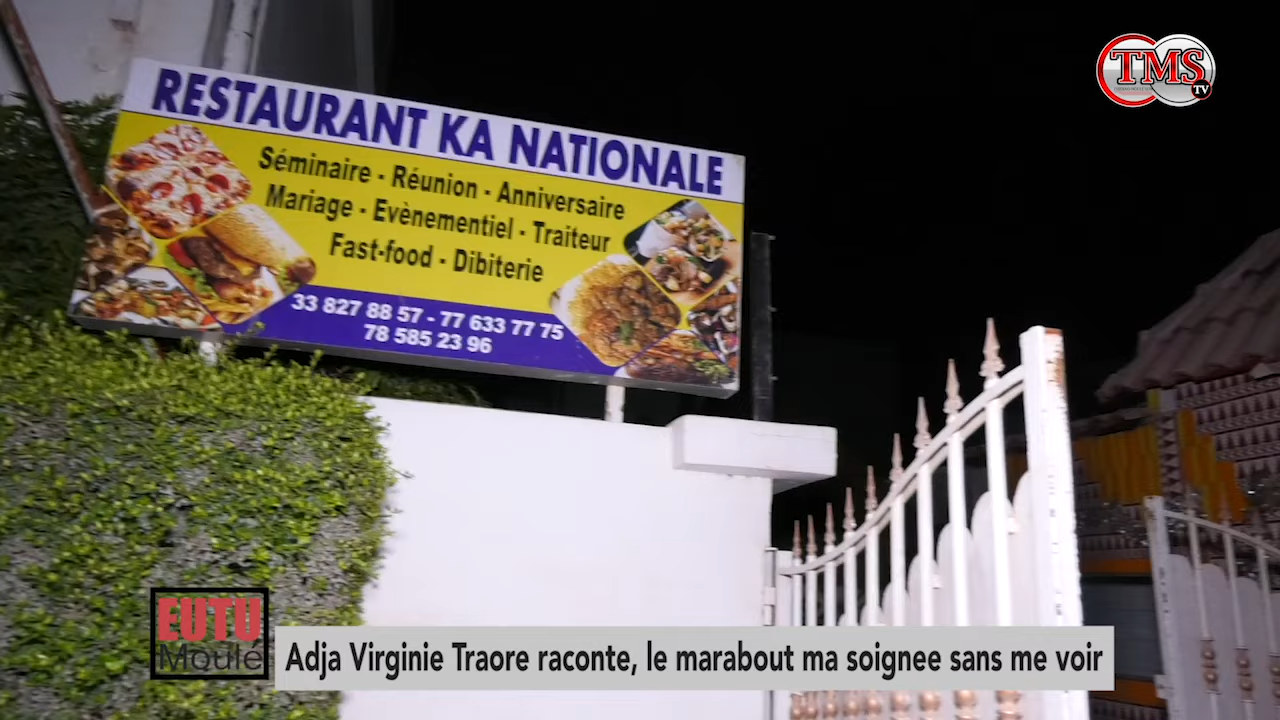 RESTAURANT KA NATIONALE
Séminaire - Réunion - Anniversaire
Mariage - Evènementiel - Traiteur
Fast-food - Dibiterie
33 827 88 57 - 77 633 77 75
78 585 23 96
TMS
TV
EUTU
Moulé
Adja Virginie Traore raconte, le marabout ma soignee sans me voir